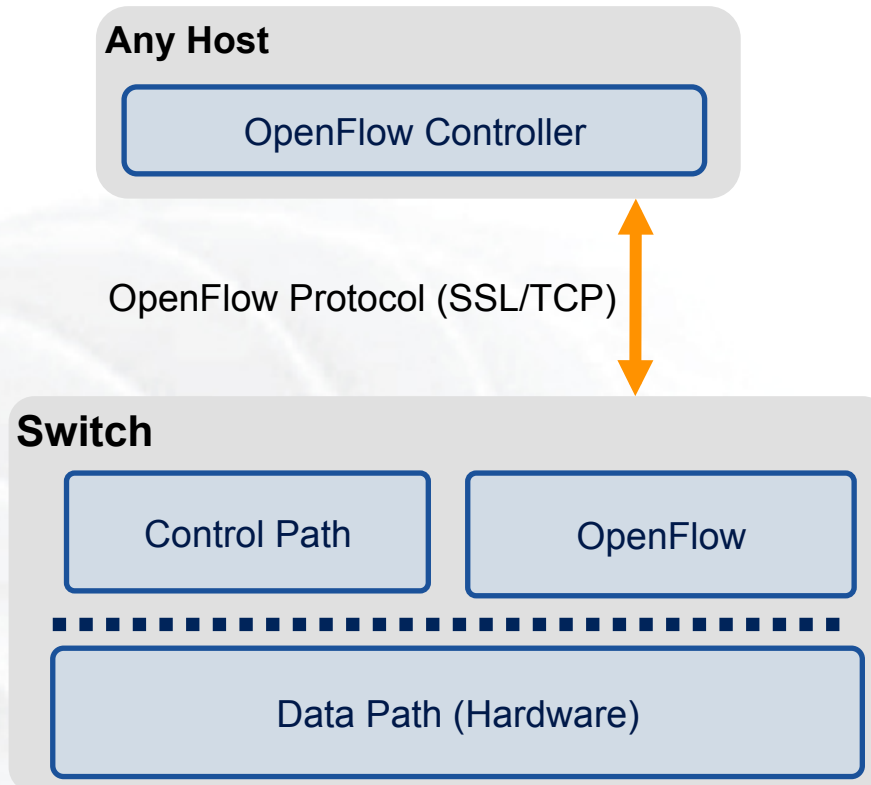 Any Host
OpenFlow Controller
OpenFlow Protocol (SSL/TCP)
Switch
Control Path
OpenFlow
Data Path (Hardware)